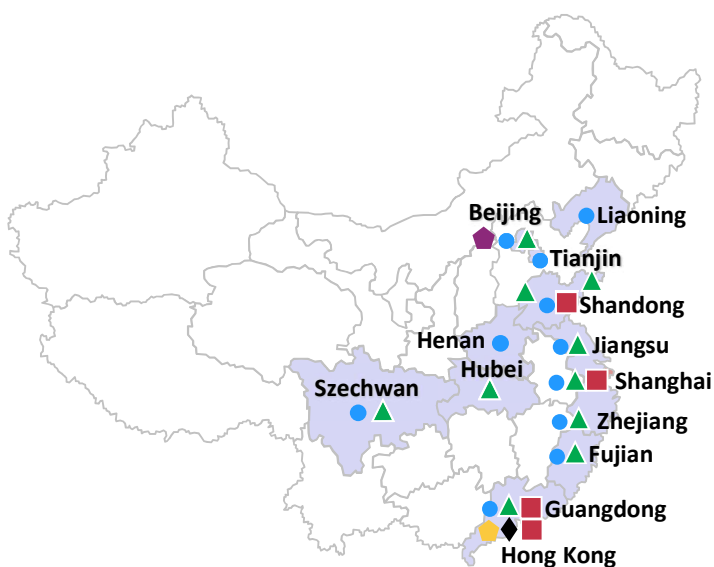 Beijing
Liaoning
Tianjin
Shandong
Henan
Jiangsu
Hubei
Shanghai
Szechwan
Zhejiang
Fujian
Guangdong
Hong Kong